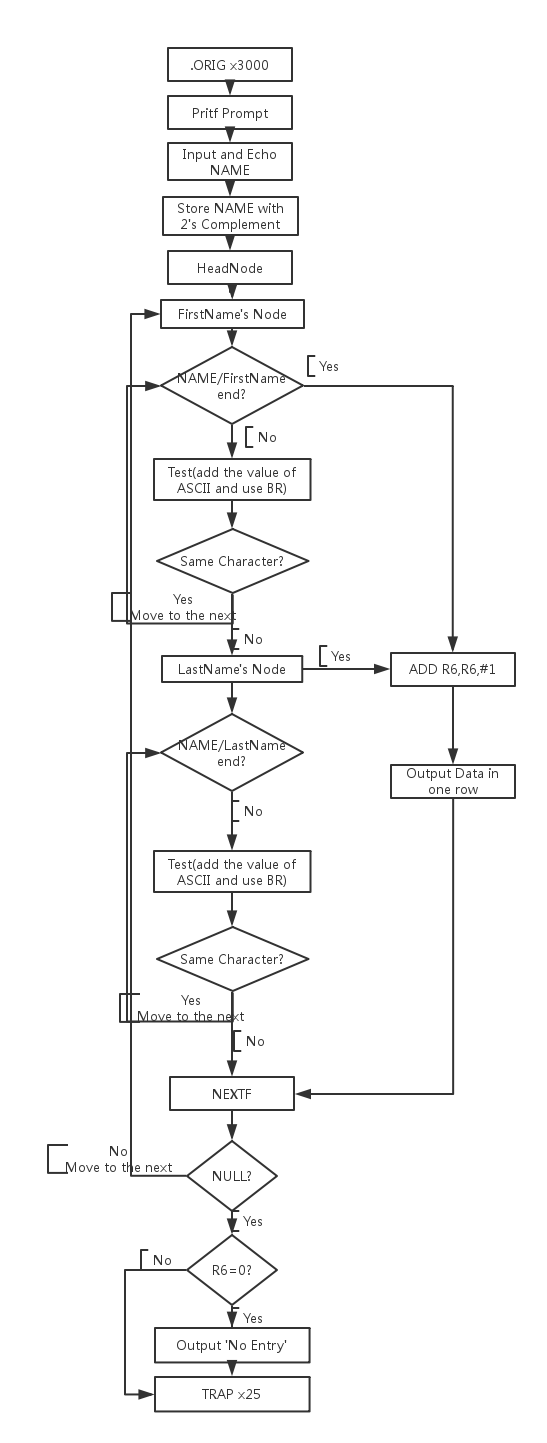 .ORIG x3000
Pritf Prompt
Input and Echo
NAME
Store NAME with
2's Complement
HeadNode
FirstName's Node
NAME/FirstName
end?
Yes
No
Test(add the value of
ASCII and use BR)
Same Character?
Yes
Move to the next
No
LastName's Node
Yes
ADD R6,R6,#1
NAME/LastName
end?
Output Data in
one row
No
Test(add the value of
ASCII and use BR)
Same Character?
Yes
Move to the next
No
NEXTF
No
Move to the next
NULL?
Yes
No
R6=0?
Yes
Output 'No Entry'
TRAP x25